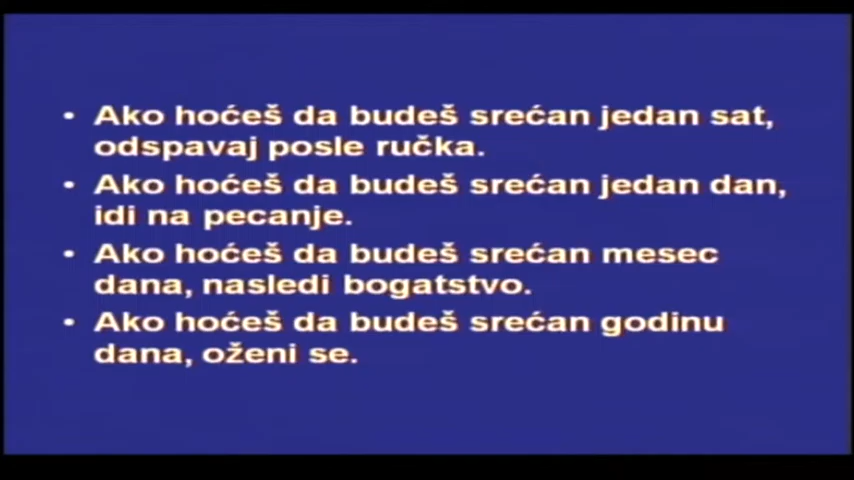 • Ako hoćeš da budeš srećan jedan sat,
odspavaj posle ručka.
• Ako hoćeš da budeš srećan jedan dan,
idi na pecanje.
• Ako hoćeš da budeš srećan mesec
dana, nasledi bogatstvo.
• Ako hoćeš da budeš srećan godinu
dana, oženi se.